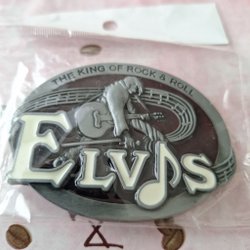 THE KING OF ROCK & ROLL
ELVIS